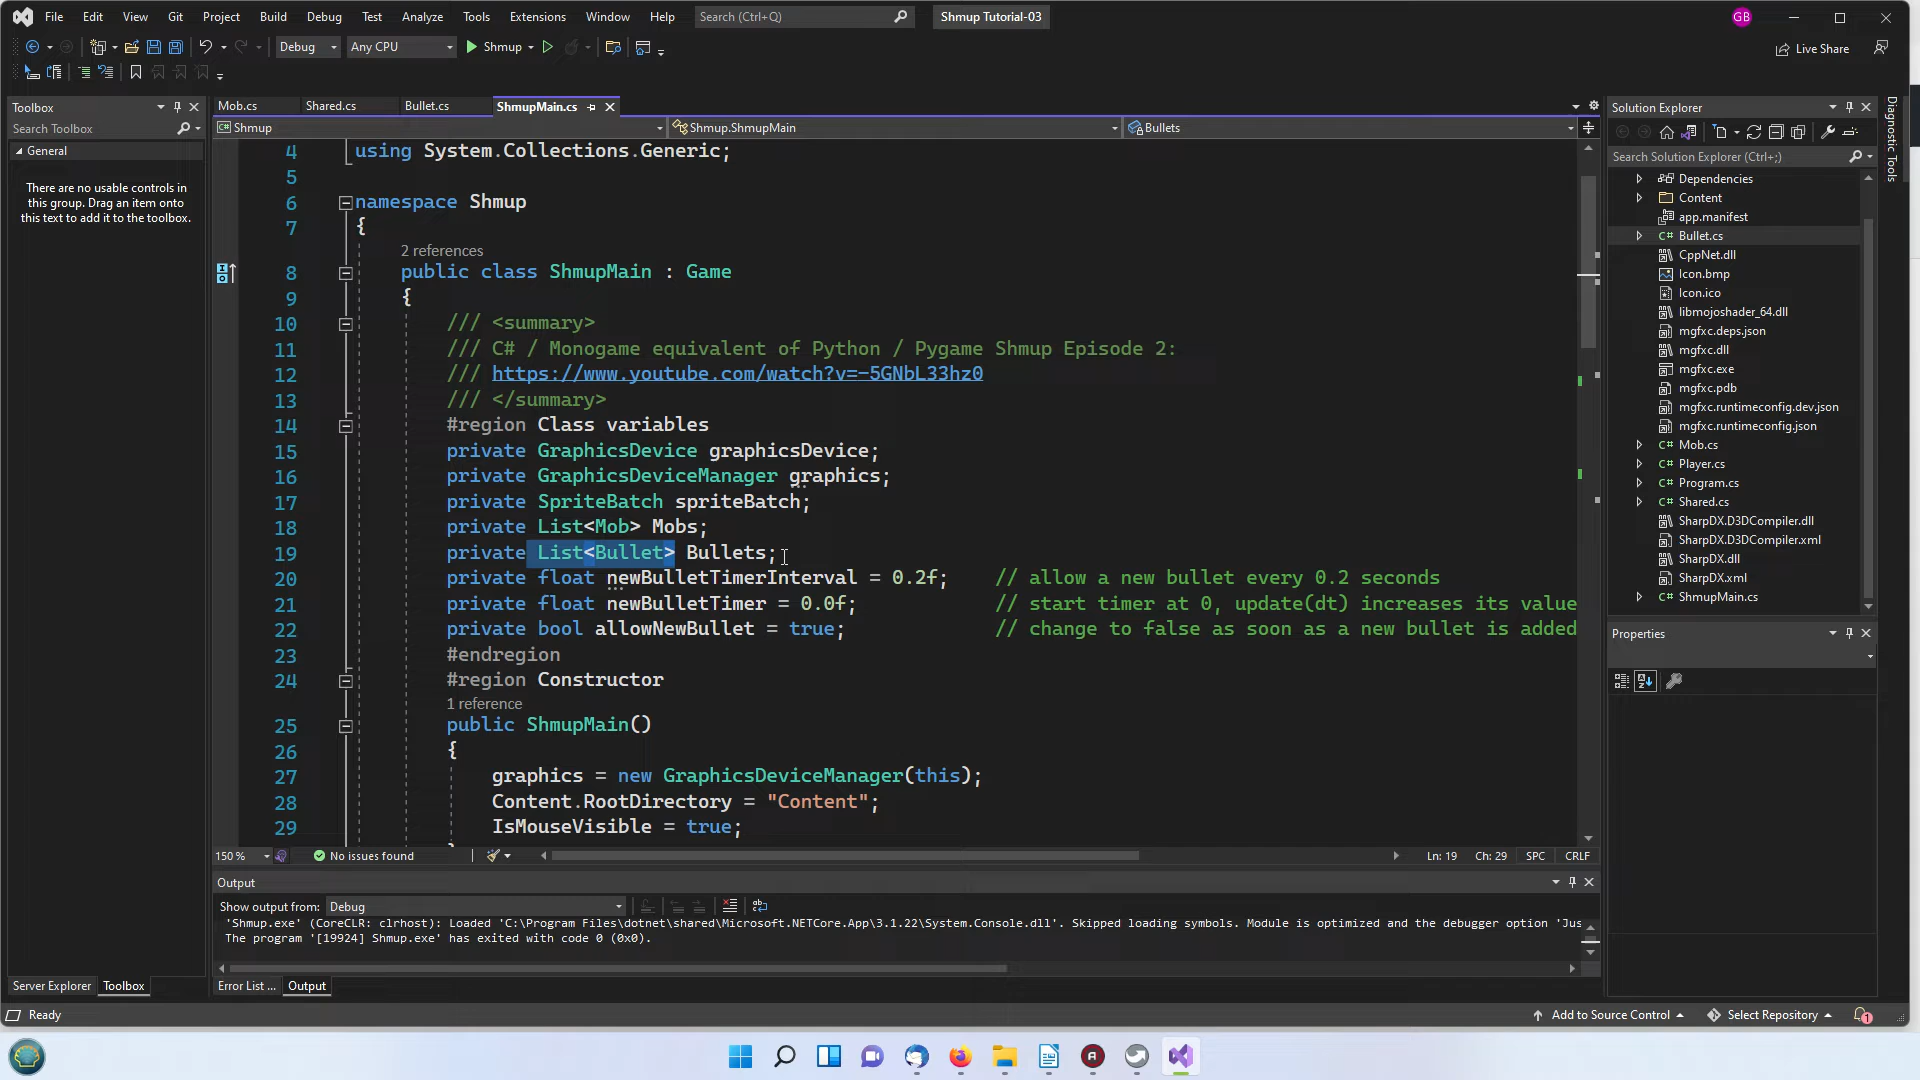 File Edit View Git Project Build Debug Test Analyze Tools Extensions Window Help Search (Ctrl+Q) Shmup Tutorial-03 GB
Debug Any CPU Shmup Live Share
Toolbox
Search Toolbox
General
There are no usable controls in
this group. Drag an item onto
this text to add it to the toolbox.
Server Explorer Toolbox
Mob.cs Shared.cs Bullet.cs ShmupMain.cs
Shmup Shmup.ShmupMain Bullets
4 using System.Collections.Generic;
5
6 namespace Shmup
7 {
2 references
8 public class ShmupMain : Game
9 {
10 /// <summary>
11 /// C# / Monogame equivalent of Python / Pygame Shmup Episode 2:
12 /// https://www.youtube.com/watch?v=-5GNbL33hz0
13 /// </summary>
14 #region Class variables
15 private GraphicsDevice graphicsDevice;
16 private GraphicsDeviceManager graphics;
17 private SpriteBatch spriteBatch;
18 private List<Mob> Mobs;
19 private List<Bullet> Bullets;
20 private float newBulletTimerInterval = 0.2f; // allow a new bullet every 0.2 seconds
21 private float newBulletTimer = 0.0f; // start timer at 0, update(dt) increases its value
22 private bool allowNewBullet = true; // change to false as soon as a new bullet is added
23 #endregion
24 #region Constructor
1 reference
25 public ShmupMain()
26 {
27 graphics = new GraphicsDeviceManager(this);
28 Content.RootDirectory = "Content";
29 IsMouseVisible = true;
150 % No issues found Ln: 19 Ch: 29 SPC CRLF
Output
Show output from: Debug
'Shmup.exe' (CoreCLR: clrhost): Loaded 'C:\Program Files\dotnet\shared\Microsoft.NETCore.App\3.1.22\System.Console.dll'. Skipped loading symbols. Module is optimized and the debugger option 'Jus
The program '[19924] Shmup.exe' has exited with code 0 (0x0).
Error List ... Output
Solution Explorer
Search Solution Explorer (Ctrl+;)
Dependencies
Content
app.manifest
C# Bullet.cs
CppNet.dll
Icon.bmp
Icon.ico
libmojoshader_64.dll
mgfxc.deps.json
mgfxc.dll
mgfxc.exe
mgfxc.pdb
mgfxc.runtimeconfig.dev.json
mgfxc.runtimeconfig.json
C# Mob.cs
C# Player.cs
C# Program.cs
C# Shared.cs
SharpDX.D3DCompiler.dll
SharpDX.D3DCompiler.xml
SharpDX.dll
SharpDX.xml
C# ShmupMain.cs
Properties
Diagnostic Tools
Ready Add to Source Control Select Repository 1